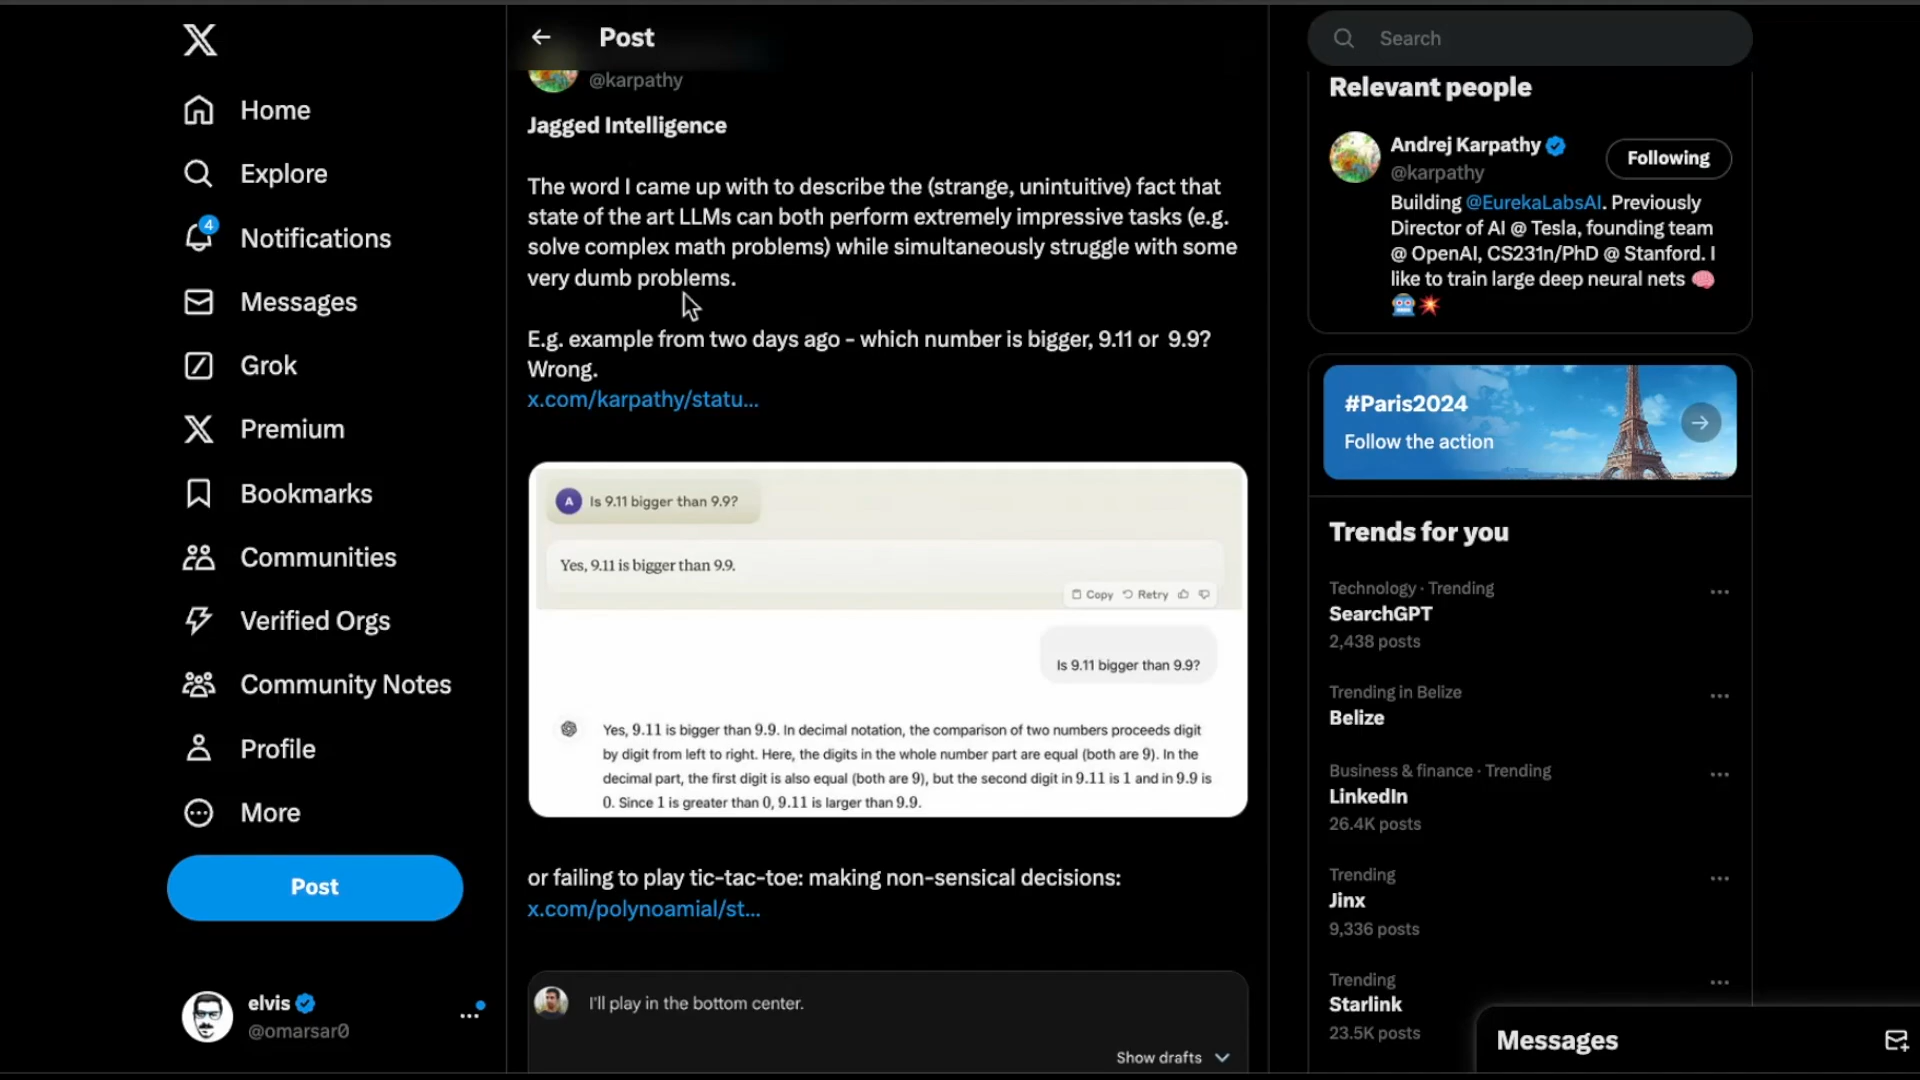 Home
Explore
4
Notifications
Messages
Grok
Premium
Bookmarks
Communities
Verified Orgs
Community Notes
Profile
More
Post
elvis
@omarsar0
Post
@karpathy
Jagged Intelligence
The word I came up with to describe the (strange, unintuitive) fact that
state of the art LLMs can both perform extremely impressive tasks (e.g.
solve complex math problems) while simultaneously struggle with some
very dumb problems.
E.g. example from two days ago - which number is bigger, 9.11 or 9.9?
Wrong.
x.com/karpathy/statu...
A Is 9.11 bigger than 9.9?
Yes, 9.11 is bigger than 9.9.
Copy Retry
Is 9.11 bigger than 9.9?
Yes, 9.11 is bigger than 9.9. In decimal notation, the comparison of two numbers proceeds digit
by digit from left to right. Here, the digits in the whole number part are equal (both are 9). In the
decimal part, the first digit is also equal (both are 9), but the second digit in 9.11 is 1 and in 9.9 is
0. Since 1 is greater than 0, 9.11 is larger than 9.9.
or failing to play tic-tac-toe: making non-sensical decisions:
x.com/polynoamial/st...
I'll play in the bottom center.
Show drafts
Search
Relevant people
Andrej Karpathy
@karpathy
Following
Building @EurekaLabsAI. Previously
Director of AI @ Tesla, founding team
@ OpenAI, CS231n/PhD @ Stanford. I
like to train large deep neural nets 🧠
🤖💥
#Paris2024
Follow the action
Trends for you
Technology · Trending
SearchGPT
2,438 posts
Trending in Belize
Belize
Business & finance · Trending
LinkedIn
26.4K posts
Trending
Jinx
9,336 posts
Trending
Starlink
23.5K posts
Messages